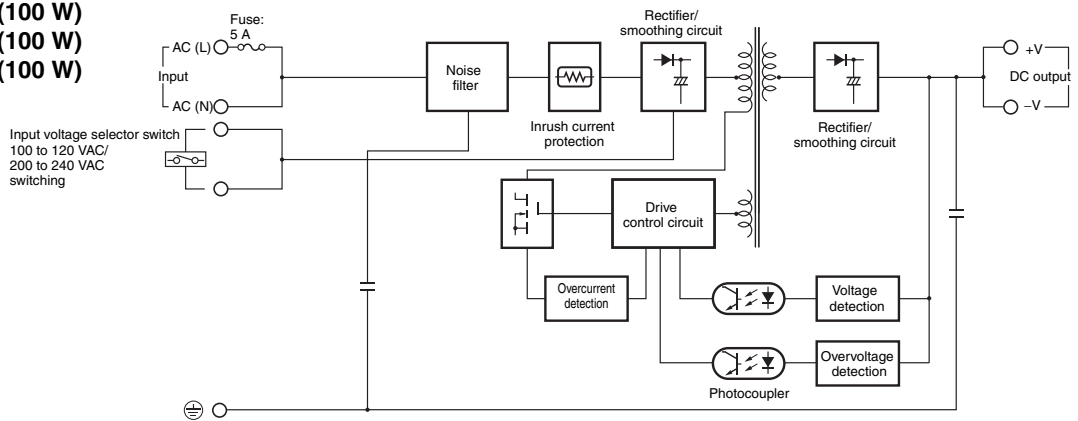 (100 W)
(100 W)
(100 W)
Fuse:
5 A
AC (L)
Input
AC (N)
Input voltage selector switch
100 to 120 VAC/
200 to 240 VAC
switching
Noise
filter
Inrush current
protection
Rectifier/
smoothing circuit
Rectifier/
smoothing circuit
+V
DC output
–V
Drive
control circuit
Overcurrent
detection
Voltage
detection
Overvoltage
detection
Photocoupler